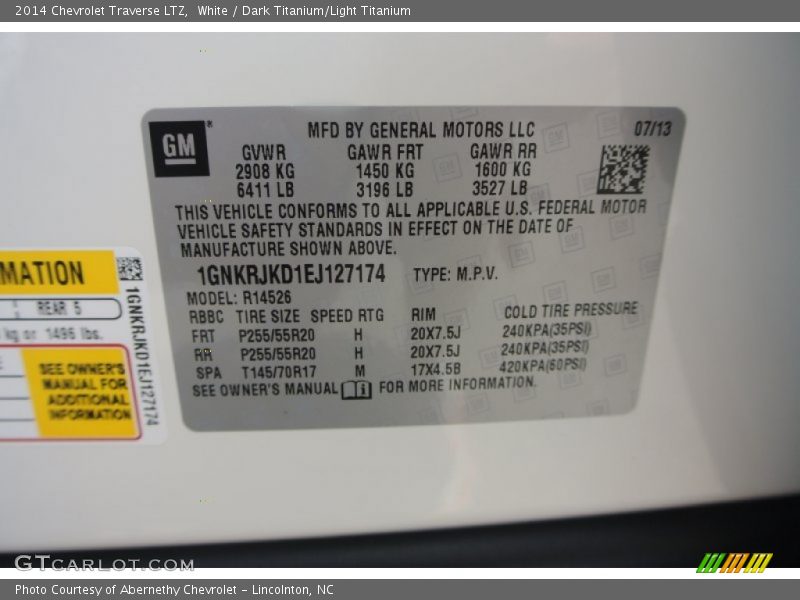 2014 Chevrolet Traverse LTZ, White / Dark Titanium/Light Titanium
GM
MFD BY GENERAL MOTORS LLC 07/13
GVWR GAWR FRT GAWR RR
2908 KG 1450 KG 1600 KG
6411 LB 3196 LB 3527 LB
THIS VEHICLE CONFORMS TO ALL APPLICABLE U.S. FEDERAL MOTOR
VEHICLE SAFETY STANDARDS IN EFFECT ON THE DATE OF
MANUFACTURE SHOWN ABOVE.
1GNKRJKD1EJ127174 TYPE: M.P.V.
MODEL: R14526
RBBC TIRE SIZE SPEED RTG RIM COLD TIRE PRESSURE
FRT P255/55R20 H 20X7.5J 240KPA(35PSI)
RR P255/55R20 H 20X7.5J 240KPA(35PSI)
SPA T145/70R17 M 17X4.5B 420KPA(60PSI)
SEE OWNER'S MANUAL FOR MORE INFORMATION.
MATION
REAR 5
kg or 1496 lbs.
SEE OWNER'S
MANUAL FOR
ADDITIONAL
INFORMATION
1GNKRJKD1EJ127174
GTCARLOT.COM
Photo Courtesy of Abernethy Chevrolet - Lincolnton, NC